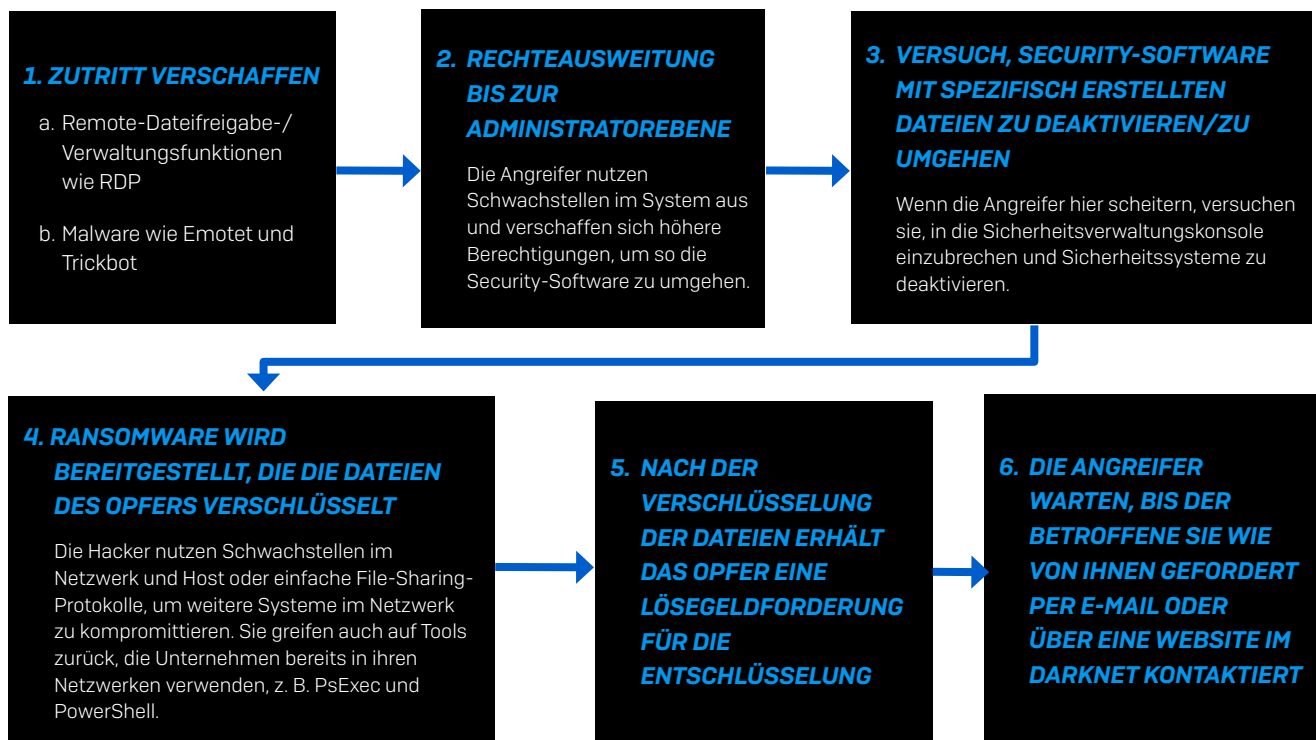 1. ZUTRITT VERSCHAFFEN
a. Remote-Dateifreigabe-/
Verwaltungsfunktionen
wie RDP
b. Malware wie Emotet und
Trickbot
2. RECHTEAUSWEITUNG
BIS ZUR
ADMINISTRATOREBENE
Die Angreifer nutzen
Schwachstellen im System aus
und verschaffen sich höhere
Berechtigungen, um so die
Security-Software zu umgehen.
3. VERSUCH, SECURITY-SOFTWARE
MIT SPEZIFISCH ERSTELLTEN
DATEIEN ZU DEAKTIVIEREN/ZU
UMGEHEN
Wenn die Angreifer hier scheitern, versuchen
sie, in die Sicherheitsverwaltungskonsole
einzubrechen und Sicherheitssysteme zu
deaktivieren.
4. RANSOMWARE WIRD
BEREITGESTELLT, DIE DIE DATEIEN
DES OPFERS VERSCHLÜSSELT
Die Hacker nutzen Schwachstellen im
Netzwerk und Host oder einfache File-Sharing-
Protokolle, um weitere Systeme im Netzwerk
zu kompromittieren. Sie greifen auch auf Tools
zurück, die Unternehmen bereits in ihren
Netzwerken verwenden, z. B. PsExec und
PowerShell.
5. NACH DER
VERSCHLÜSSELUNG
DER DATEIEN ERHÄLT
DAS OPFER EINE
LÖSEGELDFORDERUNG
FÜR DIE
ENTSCHLÜSSELUNG
6. DIE ANGREIFER
WARTEN, BIS DER
BETROFFENE SIE WIE
VON IHNEN GEFORDERT
PER E-MAIL ODER
ÜBER EINE WEBSITE IM
DARKNET KONTAKTIERT